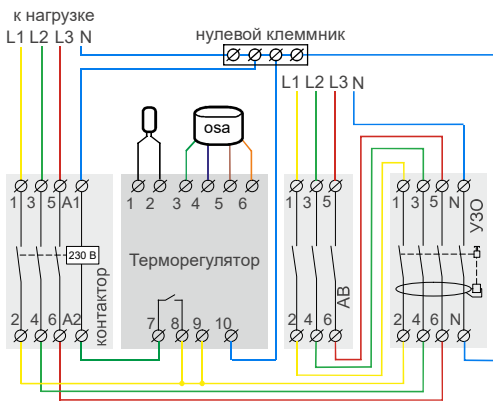 к нагрузке
L1 L2 L3 N
нулевой клеммник
L1 L2 L3 N
osa
1 3 5 A1
1 2 3 4 5 6
1 3 5
1 3 5 N
230 В
Терморегулятор
контактор
АВ
УЗО
2 4 6 A2
7 8 9 10
2 4 6
2 4 6 N